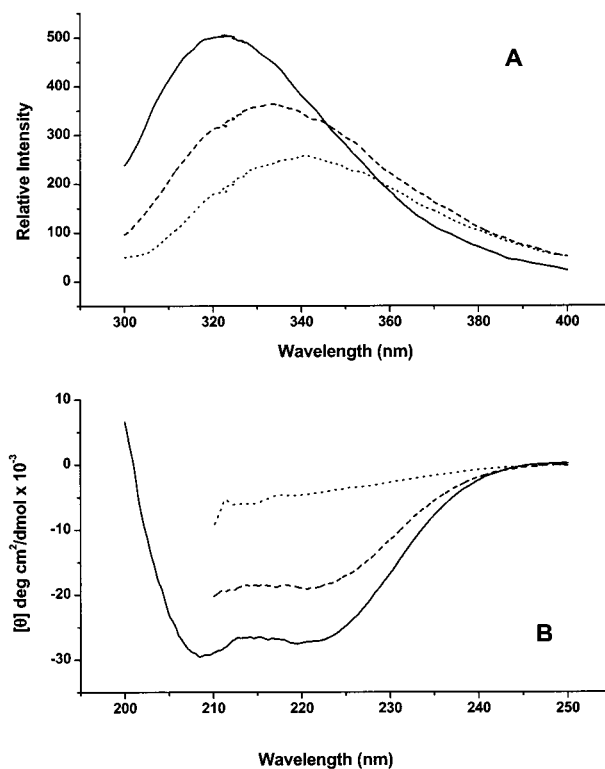 A
Relative Intensity
500
400
300
200
100
0
300 320 340 360 380 400
Wavelength (nm)
B
[θ] deg cm²/dmol x 10⁻³
10
0
-10
-20
-30
200 210 220 230 240 250
Wavelength (nm)